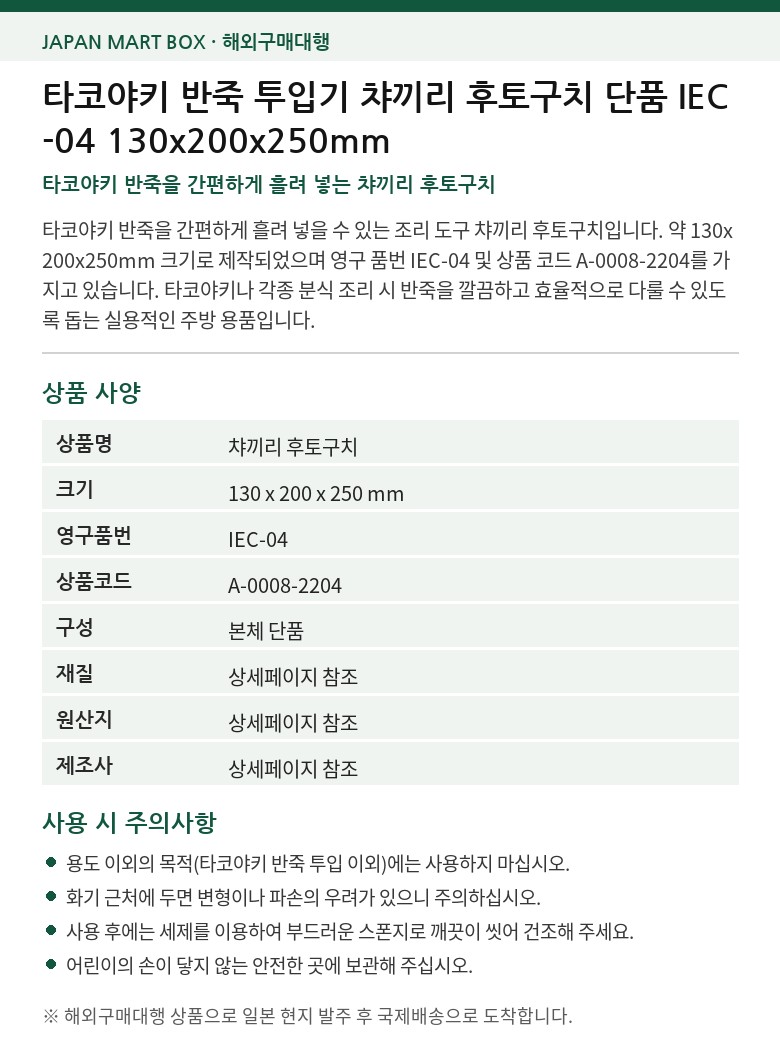 JAPAN MART BOX · 해외구매대행
타코야키 반죽 투입기 챠끼리 후토구치 단품 IEC
-04 130x200x250mm
타코야키 반죽을 간편하게 흘려 넣는 챠끼리 후토구치
타코야키 반죽을 간편하게 흘려 넣을 수 있는 조리 도구 챠끼리 후토구치입니다. 약 130x
200x250mm 크기로 제작되었으며 영구 품번 IEC-04 및 상품 코드 A-0008-2204를 가
지고 있습니다. 타코야키나 각종 분식 조리 시 반죽을 깔끔하고 효율적으로 다룰 수 있도
록 돕는 실용적인 주방 용품입니다.
상품 사양
상품명 챠끼리 후토구치
크기 130 x 200 x 250 mm
영구품번 IEC-04
상품코드 A-0008-2204
구성 본체 단품
재질 상세페이지 참조
원산지 상세페이지 참조
제조사 상세페이지 참조
사용 시 주의사항
● 용도 이외의 목적(타코야키 반죽 투입 이외)에는 사용하지 마십시오.
● 화기 근처에 두면 변형이나 파손의 우려가 있으니 주의하십시오.
● 사용 후에는 세제를 이용하여 부드러운 스폰지로 깨끗이 씻어 건조해 주세요.
● 어린이의 손이 닿지 않는 안전한 곳에 보관해 주십시오.
※ 해외구매대행 상품으로 일본 현지 발주 후 국제배송으로 도착합니다.